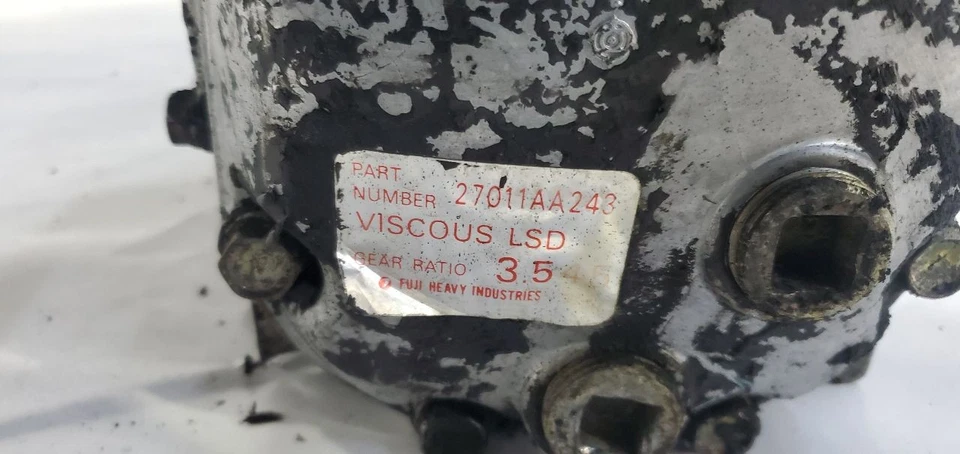 PART
NUMBER 27011AA243
VISCOUS LSD
GEAR RATIO 3.5
FUJI HEAVY INDUSTRIES